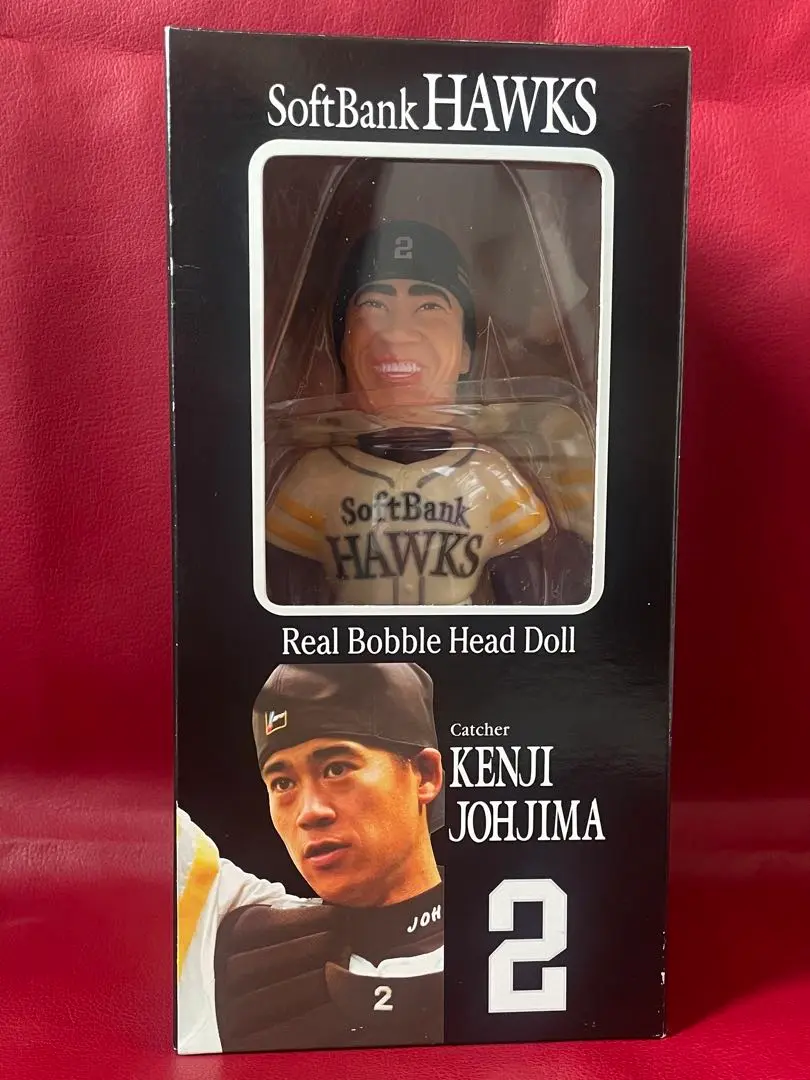 SoftBank HAWKS
2
SoftBank
HAWKS
Real Bobble Head Doll
Catcher
KENJI
JOHJIMA
JOH
2
2